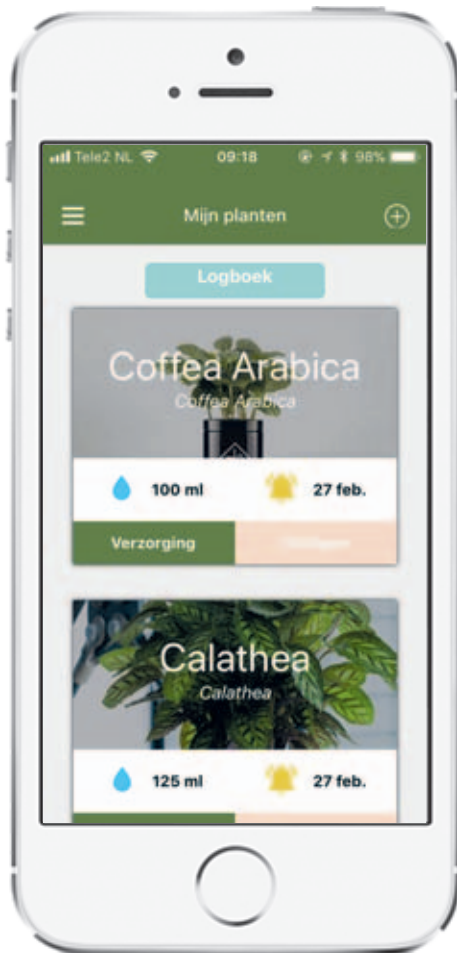 Tele2 NL 09:18 98%
Mijn planten
Logboek
Coffea Arabica
Coffea Arabica
100 ml 27 feb.
Verzorging
Calathea
Calathea
125 ml 27 feb.